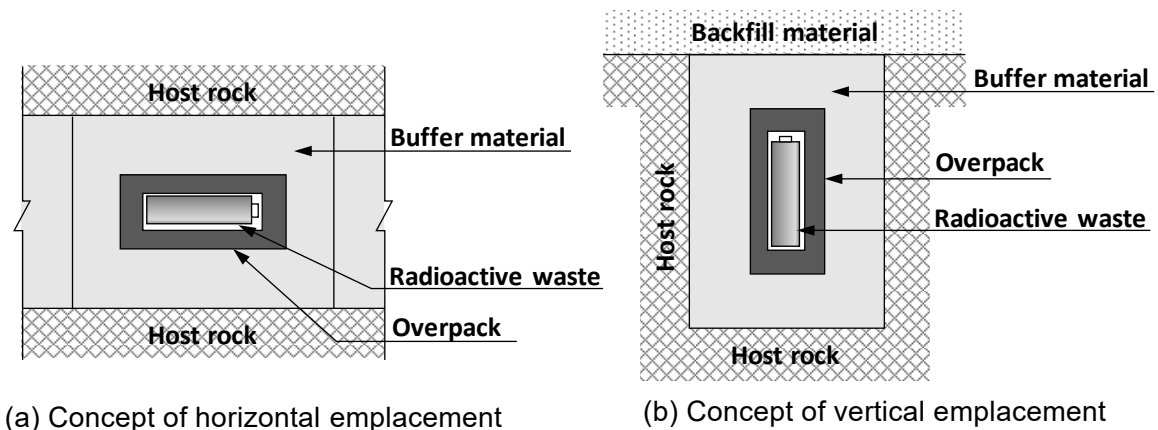 Host rock
Buffer material
Radioactive waste
Overpack
Host rock
(a) Concept of horizontal emplacement
Backfill material
Buffer material
Overpack
Radioactive waste
Host rock
Host rock
(b) Concept of vertical emplacement